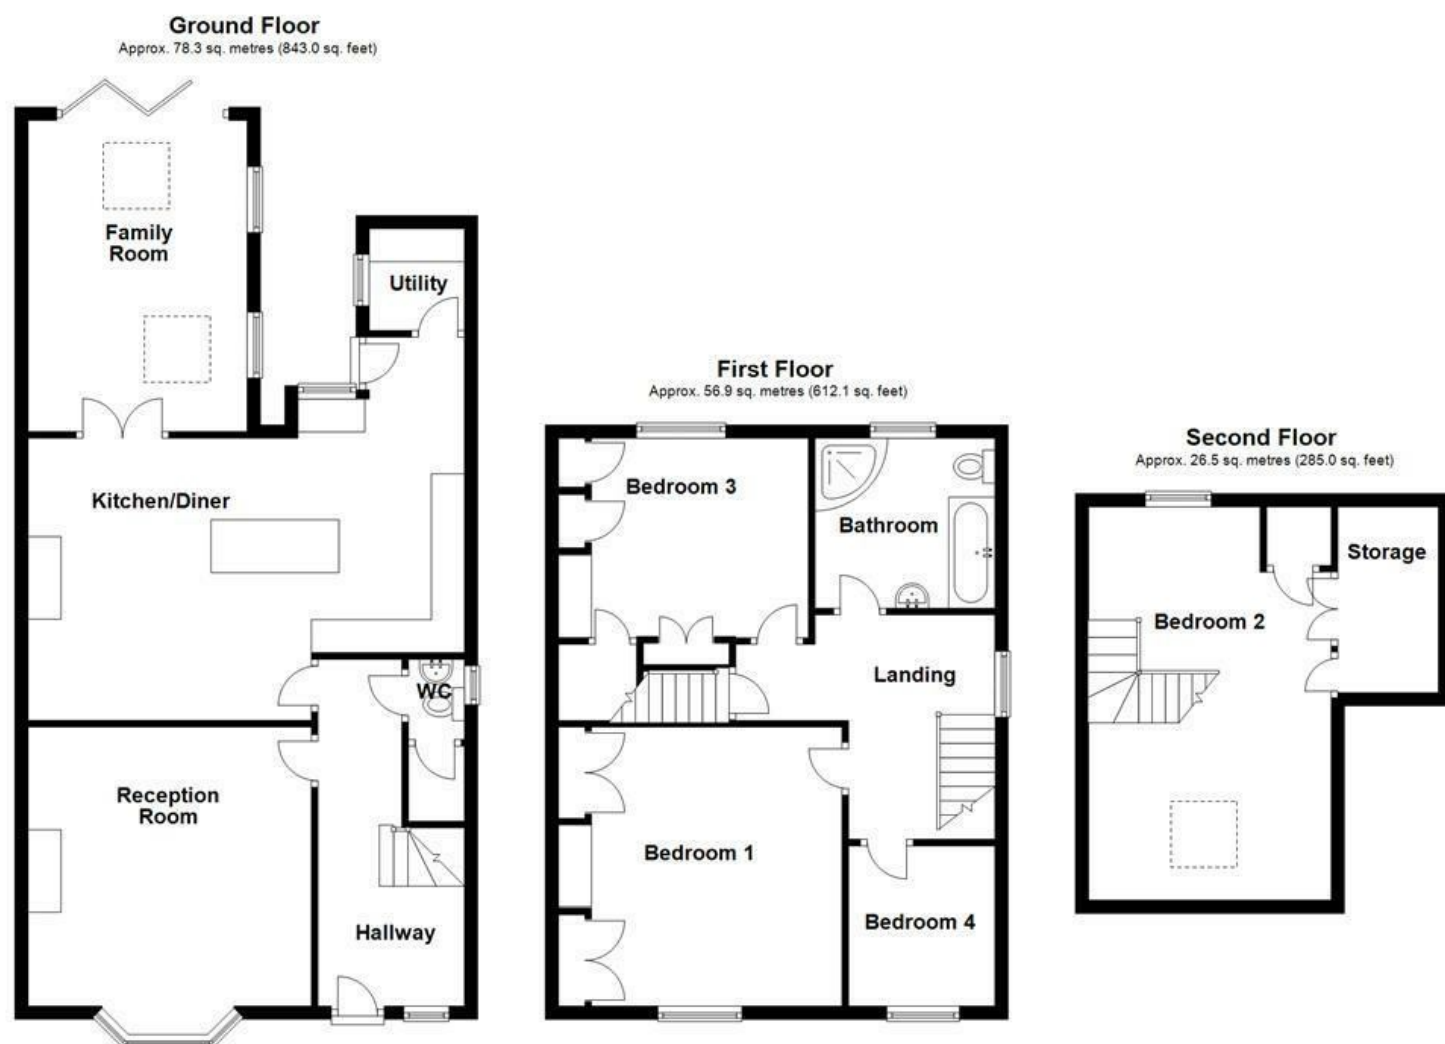 Ground Floor
Approx. 78.3 sq. metres (843.0 sq. feet)
Family
Room
Utility
Kitchen/Diner
WC
Reception
Room
Hallway
First Floor
Approx. 56.9 sq. metres (612.1 sq. feet)
Bedroom 3
Bathroom
Landing
Bedroom 1
Bedroom 4
Second Floor
Approx. 26.5 sq. metres (285.0 sq. feet)
Storage
Bedroom 2